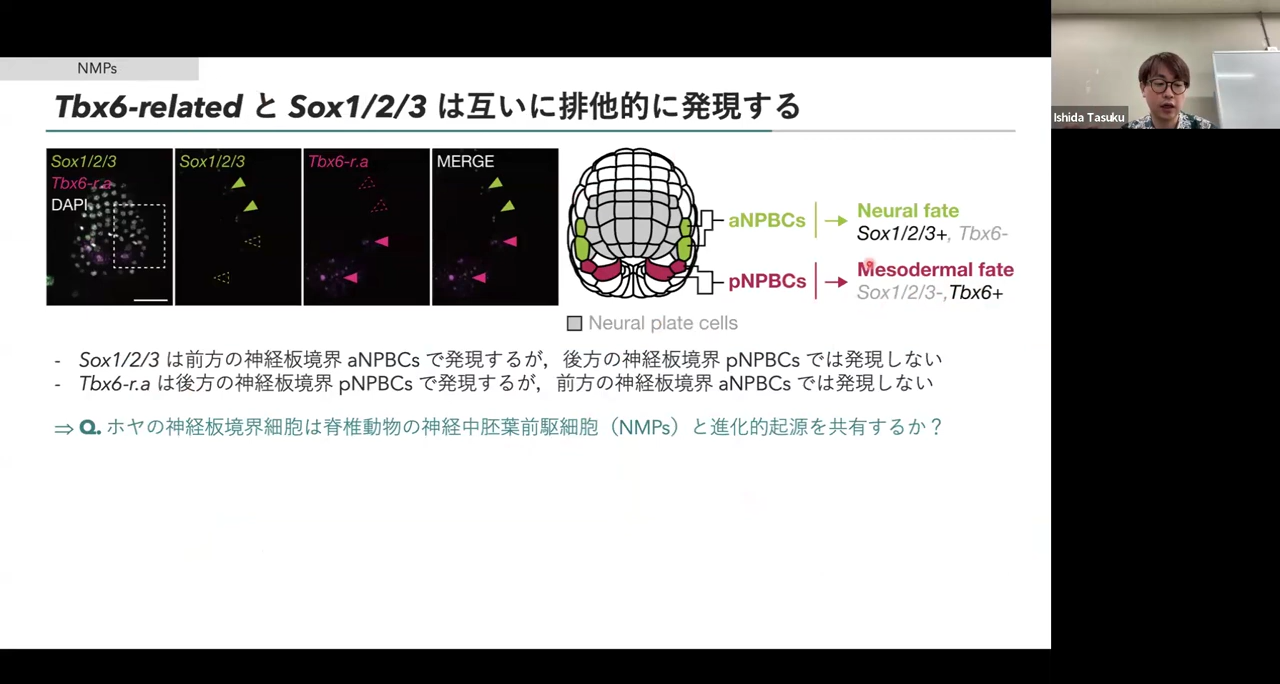 NMPs
Tbx6-related と Sox1/2/3 は互いに排他的に発現する
Sox1/2/3
Tbx6-r.a
DAPI
Sox1/2/3
Tbx6-r.a
MERGE
aNPBCs
Neural fate
Sox1/2/3+, Tbx6-
pNPBCs
Mesodermal fate
Sox1/2/3-,Tbx6+
Neural plate cells
- Sox1/2/3 は前方の神経板境界 aNPBCs で発現するが，後方の神経板境界 pNPBCs では発現しない
- Tbx6-r.a は後方の神経板境界 pNPBCs で発現するが，前方の神経板境界 aNPBCs では発現しない
⇒ Q. ホヤの神経板境界細胞は脊椎動物の神経中胚葉前駆細胞（NMPs）と進化的起源を共有するか？
Ishida Tasuku